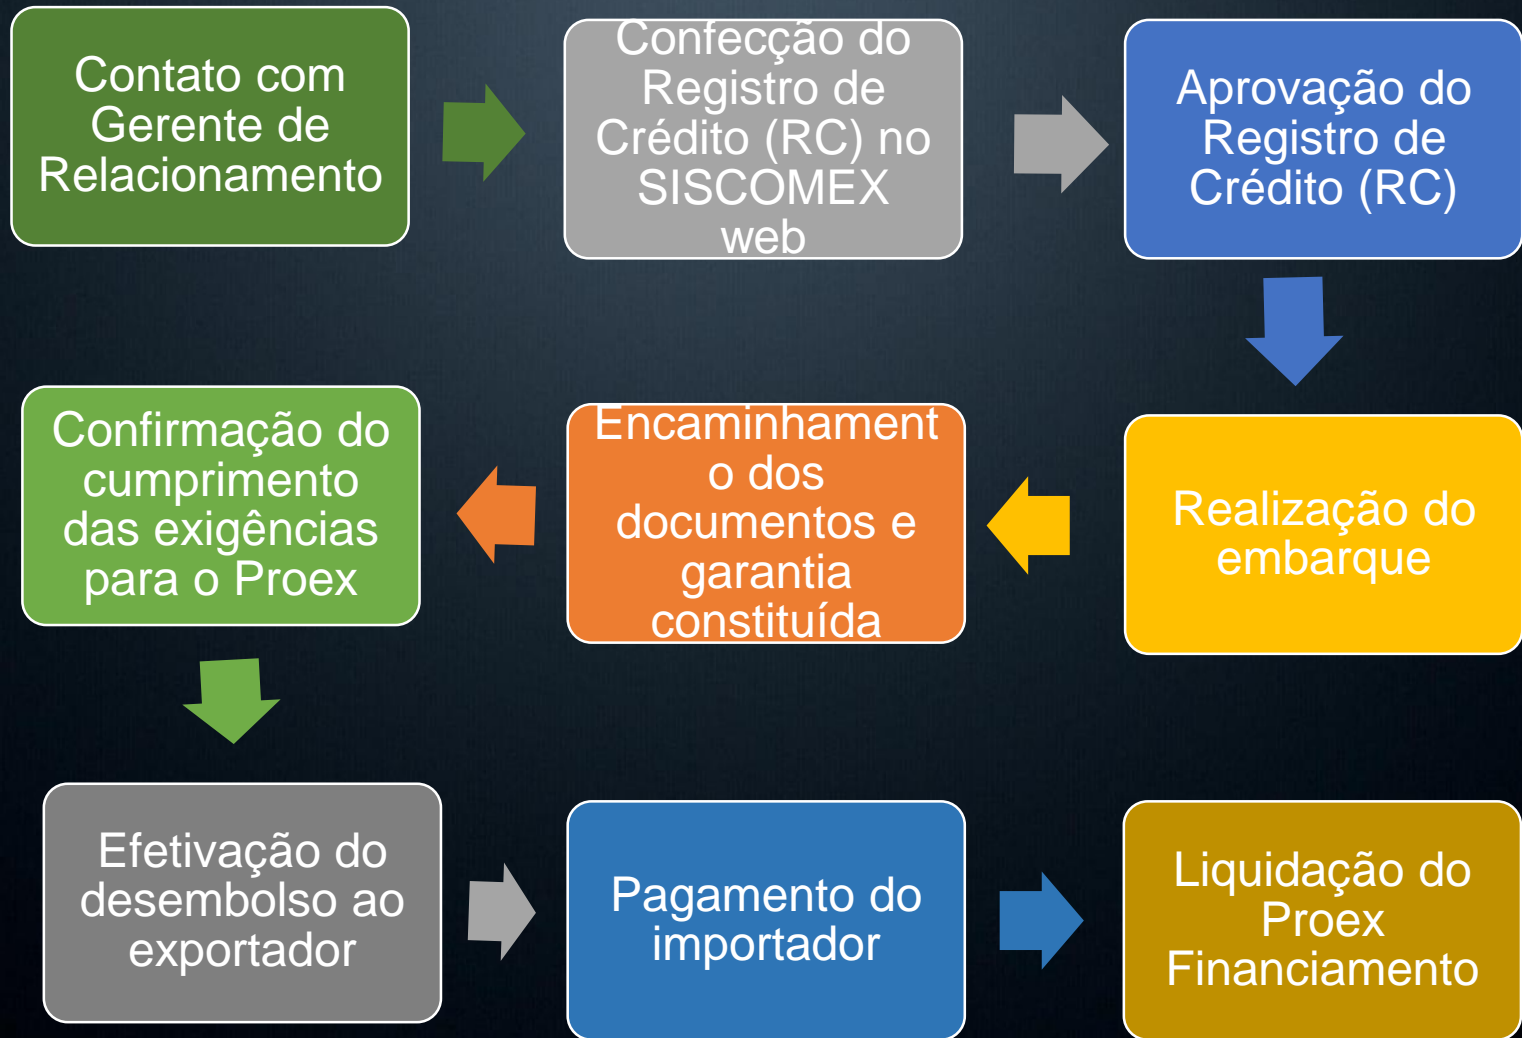 Contato com
Gerente de
Relacionamento
Confecção do
Registro de
Crédito (RC) no
SISCOMEX
web
Aprovação do
Registro de
Crédito (RC)
Realização do
embarque
Encaminhament
o dos
documentos e
garantia
constituída
Confirmação do
cumprimento
das exigências
para o Proex
Efetivação do
desembolso ao
exportador
Pagamento do
importador
Liquidação do
Proex
Financiamento